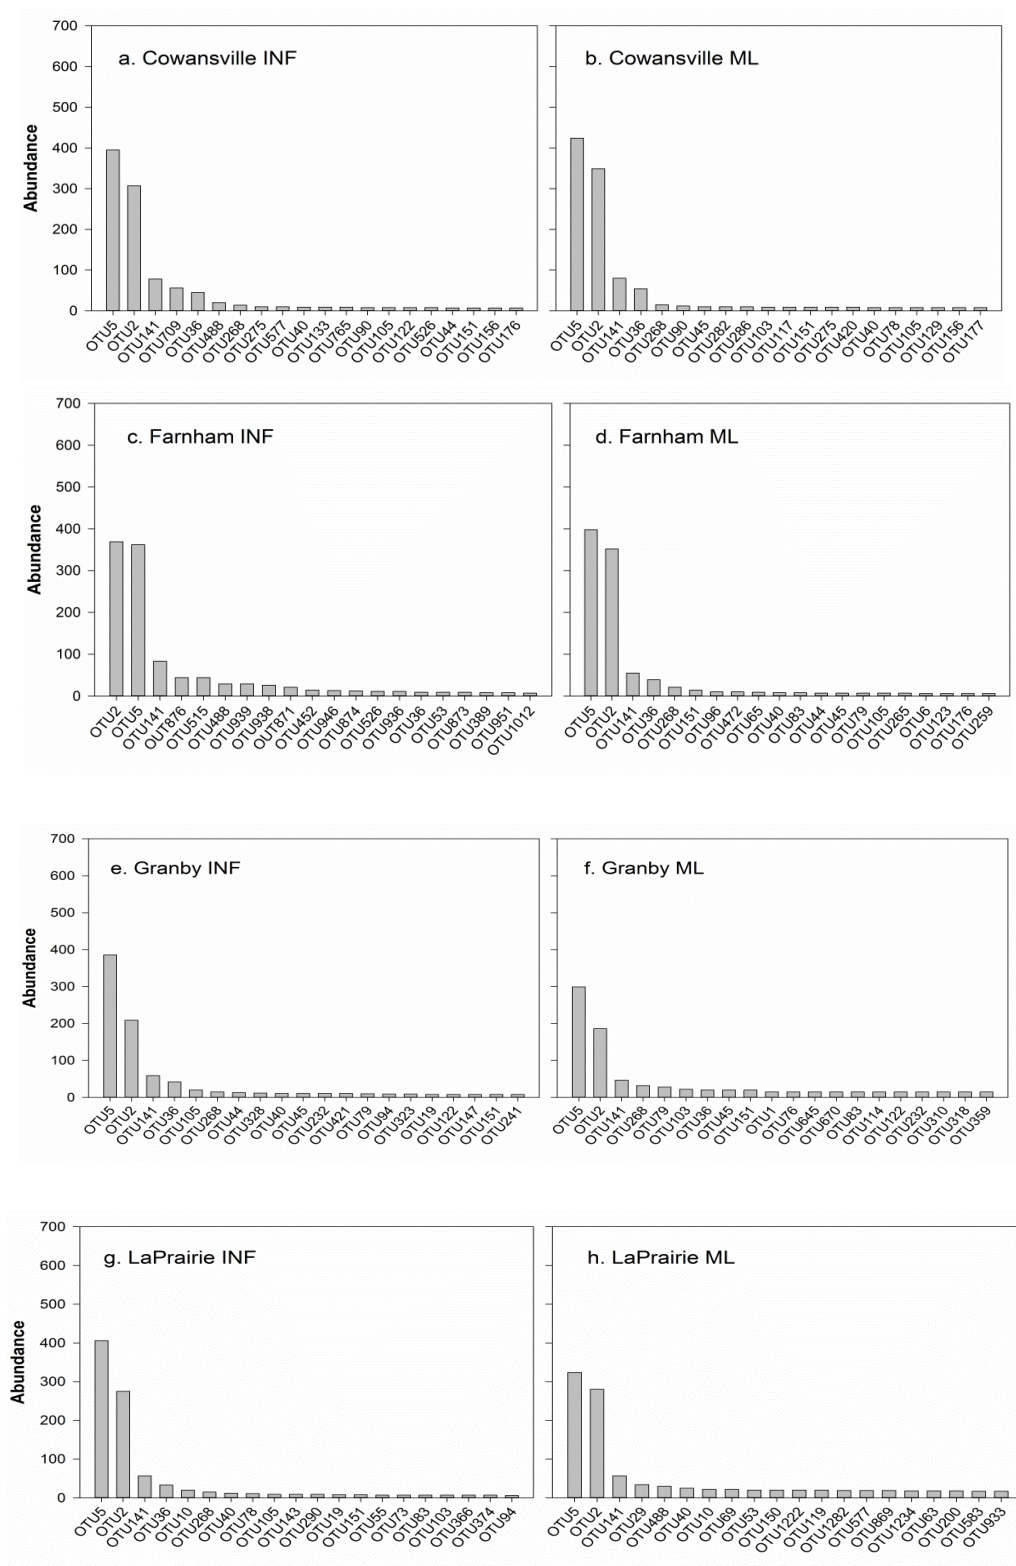 a. Cowansville INF
b. Cowansville ML
Abundance
700
600
500
400
300
200
100
0
OTU5 OTU2 OTU141 OTU709 OTU36 OTU488 OTU268 OTU275 OTU577 OTU40 OTU133 OTU765 OTU90 OTU105 OTU122 OTU526 OTU44 OTU151 OTU156 OTU176
OTU5 OTU2 OTU141 OTU36 OTU268 OTU90 OTU45 OTU282 OTU286 OTU103 OTU117 OTU151 OTU275 OTU420 OTU40 OTU78 OTU105 OTU129 OTU156 OTU177
c. Farnham INF
d. Farnham ML
Abundance
700
600
500
400
300
200
100
0
OTU2 OTU5 OTU141 OUT876 OTU515 OTU488 OTU939 OTU938 OUT871 OTU452 OTU946 OTU874 OTU526 OTU936 OTU36 OTU53 OTU873 OTU389 OTU951 OTU1012
OTU5 OTU2 OTU141 OTU36 OTU268 OTU151 OTU96 OTU472 OTU65 OTU40 OTU83 OTU44 OTU45 OTU79 OTU105 OTU265 OTU6 OTU123 OTU176 OTU259
e. Granby INF
f. Granby ML
Abundance
700
600
500
400
300
200
100
0
OTU5 OTU2 OTU141 OTU36 OTU105 OTU268 OTU44 OTU328 OTU40 OTU45 OTU232 OTU421 OTU79 OTU94 OTU323 OTU19 OTU122 OTU147 OTU151 OTU241
OTU5 OTU2 OTU141 OTU268 OTU79 OTU103 OTU36 OTU45 OTU151 OTU1 OTU76 OTU645 OTU670 OTU83 OTU114 OTU122 OTU232 OTU310 OTU318 OTU359
g. LaPrairie INF
h. LaPrairie ML
Abundance
700
600
500
400
300
200
100
0
OTU5 OTU2 OTU141 OTU36 OTU10 OTU268 OTU40 OTU78 OTU105 OTU143 OTU290 OTU19 OTU151 OTU55 OTU73 OTU83 OTU103 OTU366 OTU374 OTU94
OTU5 OTU2 OTU141 OTU29 OTU488 OTU40 OTU10 OTU69 OTU53 OTU150 OTU1222 OTU119 OTU1282 OTU577 OTU869 OTU1234 OTU63 OTU200 OTU583 OTU933